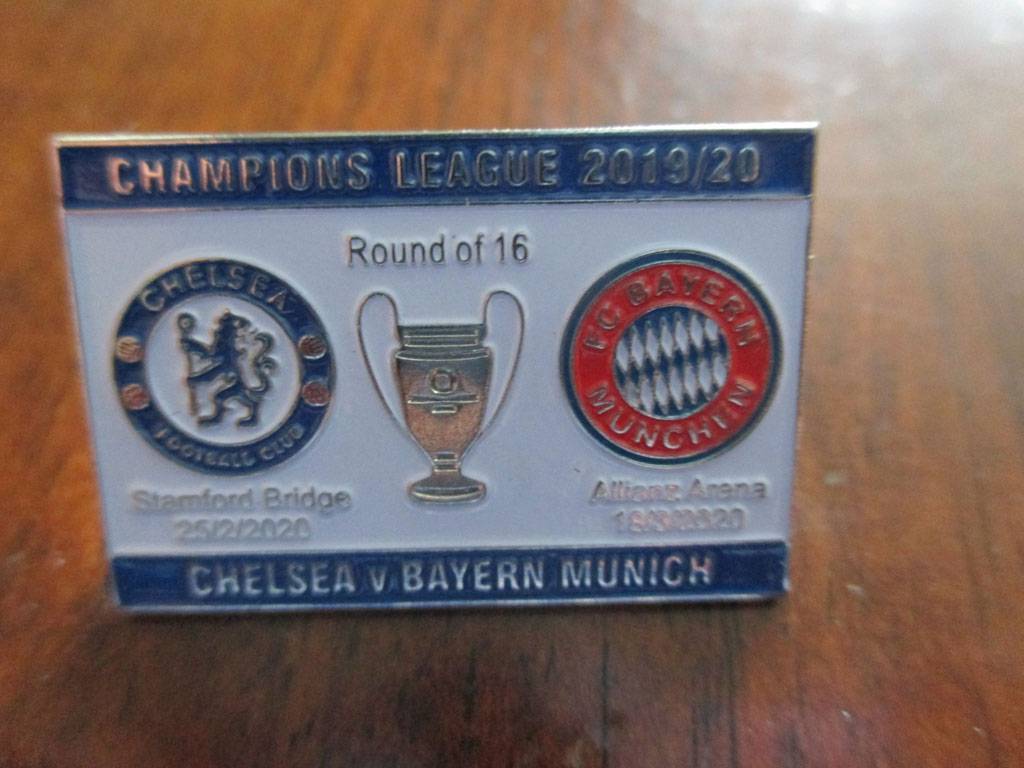 CHAMPIONS LEAGUE 2019/20
Round of 16
CHELSEA
FOOTBALL CLUB
FC BAYERN
MÜNCHEN
Stamford Bridge
25/2/2020
Allianz Arena
CHELSEA v BAYERN MUNICH